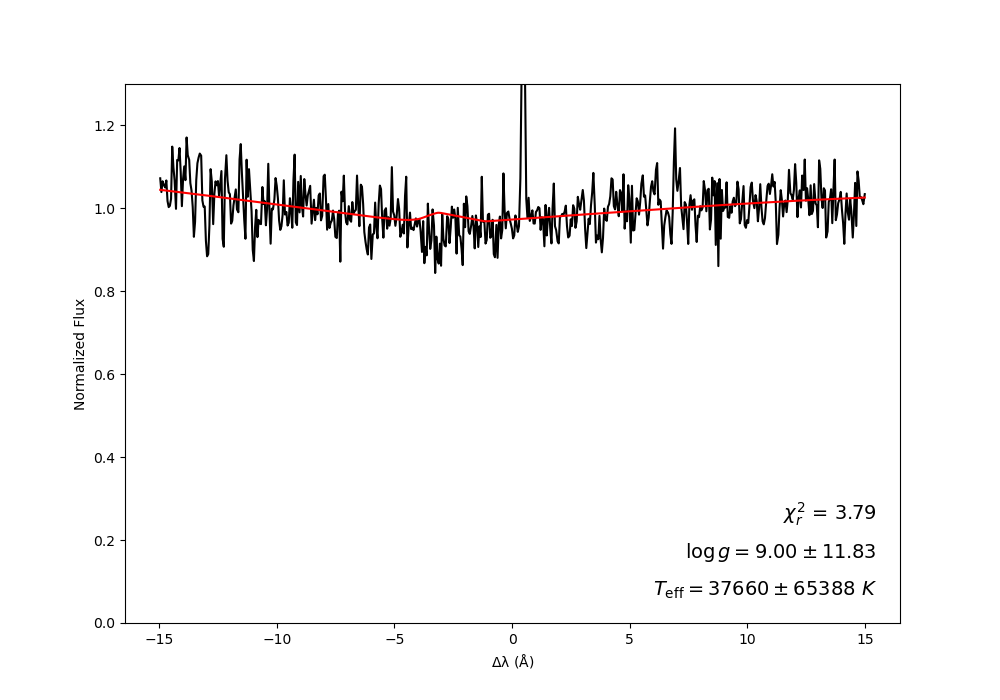 1.2
1.0
0.8
0.6
0.4
0.2
0.0
Normalized Flux
χ²ᵣ = 3.79
log g = 9.00 ± 11.83
T_eff = 37660 ± 65388 K
−15 −10 −5 0 5 10 15
Δλ (Å)